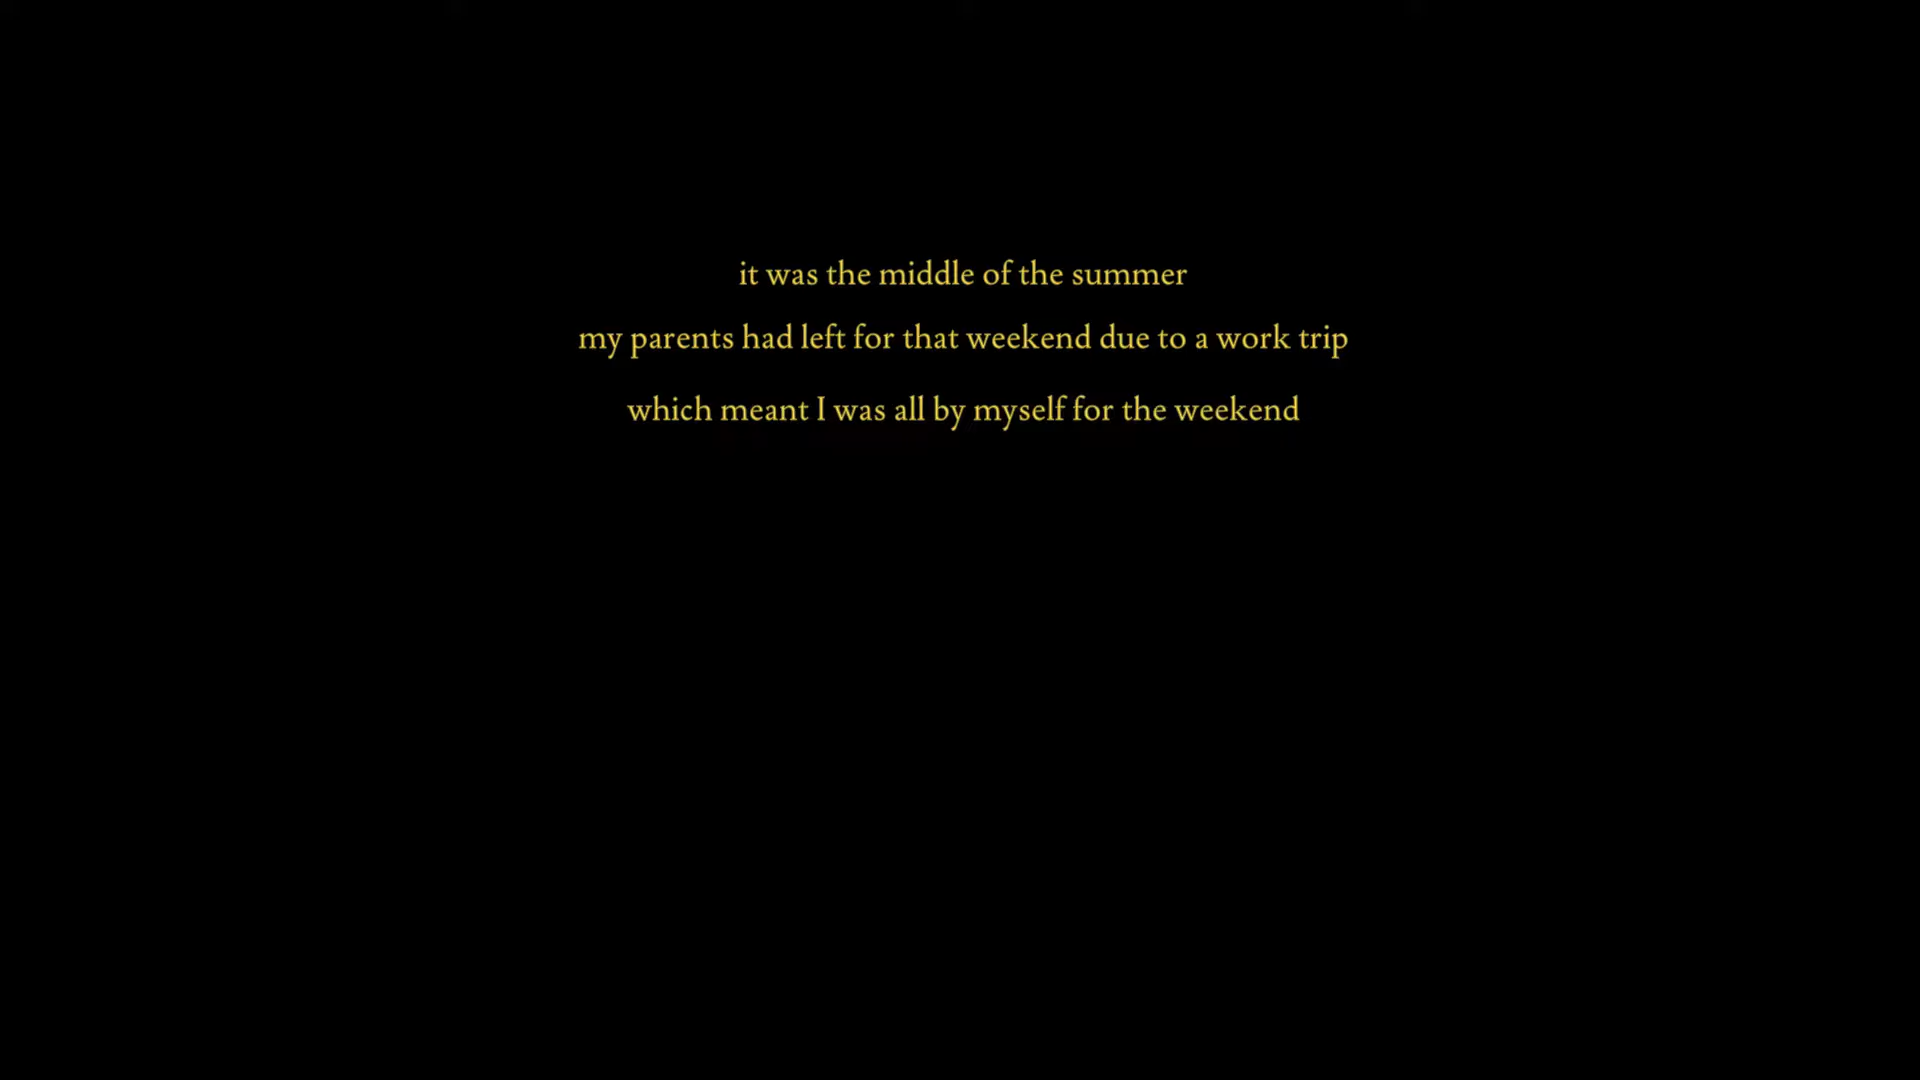 it was the middle of the summer
my parents had left for that weekend due to a work trip
which meant I was all by myself for the weekend